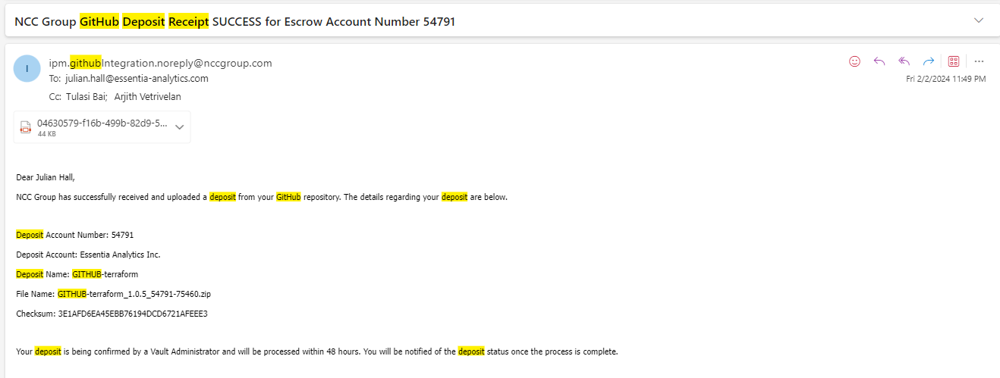 NCC Group GitHub Deposit Receipt SUCCESS for Escrow Account Number 54791
I
ipm.githubIntegration.noreply@nccgroup.com
To: julian.hall@essentia-analytics.com
Fri 2/2/2024 11:49 PM
Cc: Tulasi Bai; Arjith Vetrivelan
04630579-f16b-499b-82d9-5...
44 KB
Dear Julian Hall,
NCC Group has successfully received and uploaded a deposit from your GitHub repository. The details regarding your deposit are below.
Deposit Account Number: 54791
Deposit Account: Essentia Analytics Inc.
Deposit Name: GITHUB-terraform
File Name: GITHUB-terraform_1.0.5_54791-75460.zip
Checksum: 3E1AFD6EA45EBB76194DCD6721AFEEE3
Your deposit is being confirmed by a Vault Administrator and will be processed within 48 hours. You will be notified of the deposit status once the process is complete.